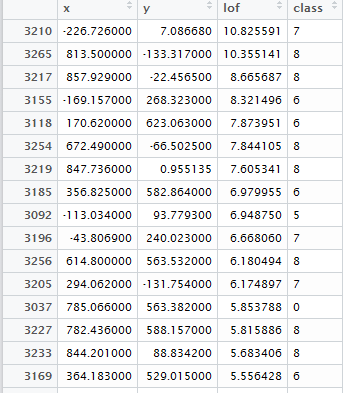 x y lof class
3210 -226.726000 7.086680 10.825591 7
3265 813.500000 -133.317000 10.355141 8
3217 857.929000 -22.456500 8.665687 8
3155 -169.157000 268.323000 8.321496 6
3118 170.620000 623.063000 7.873951 6
3254 672.490000 -66.502500 7.844105 8
3219 847.736000 0.955135 7.605341 8
3185 356.825000 582.864000 6.979955 6
3092 -113.034000 93.779300 6.948750 5
3196 -43.806900 240.023000 6.668060 7
3256 614.800000 563.532000 6.180494 8
3205 294.062000 -131.754000 6.174897 7
3037 785.066000 563.382000 5.853788 0
3227 782.436000 588.157000 5.815886 8
3233 844.201000 88.834200 5.683406 8
3169 364.183000 529.015000 5.556428 6